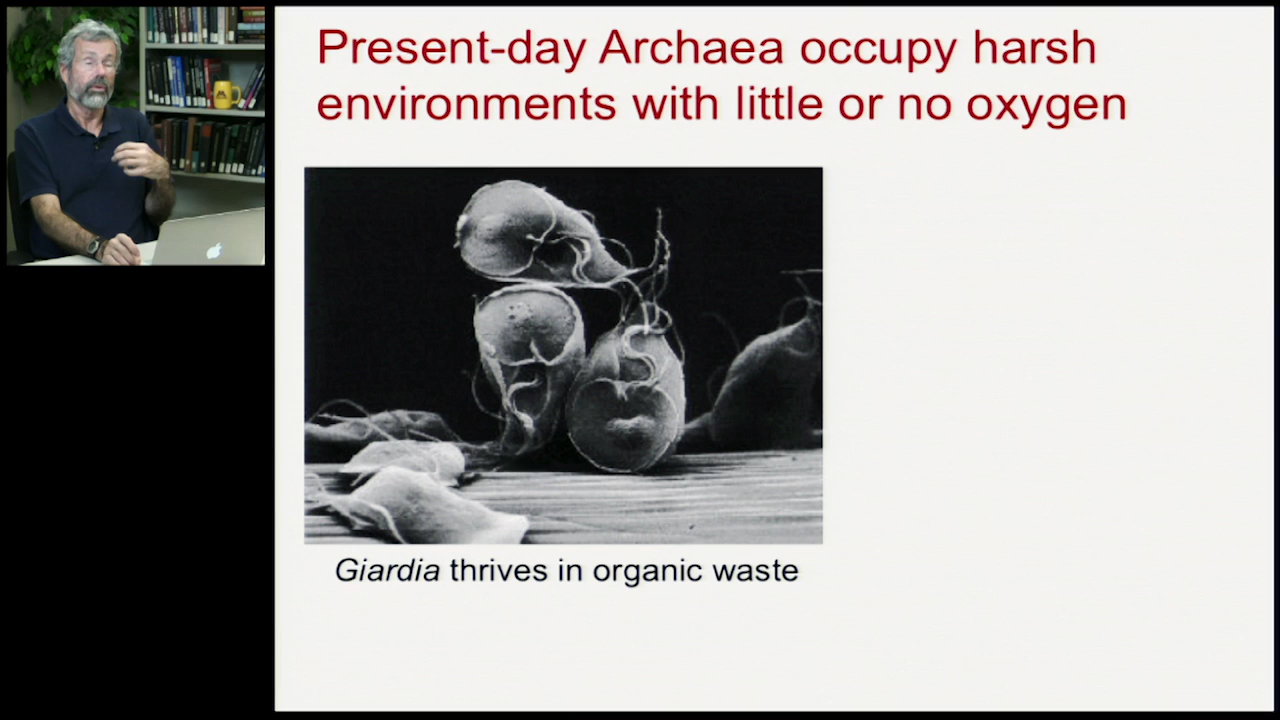 Present-day Archaea occupy harsh
environments with little or no oxygen
Giardia thrives in organic waste